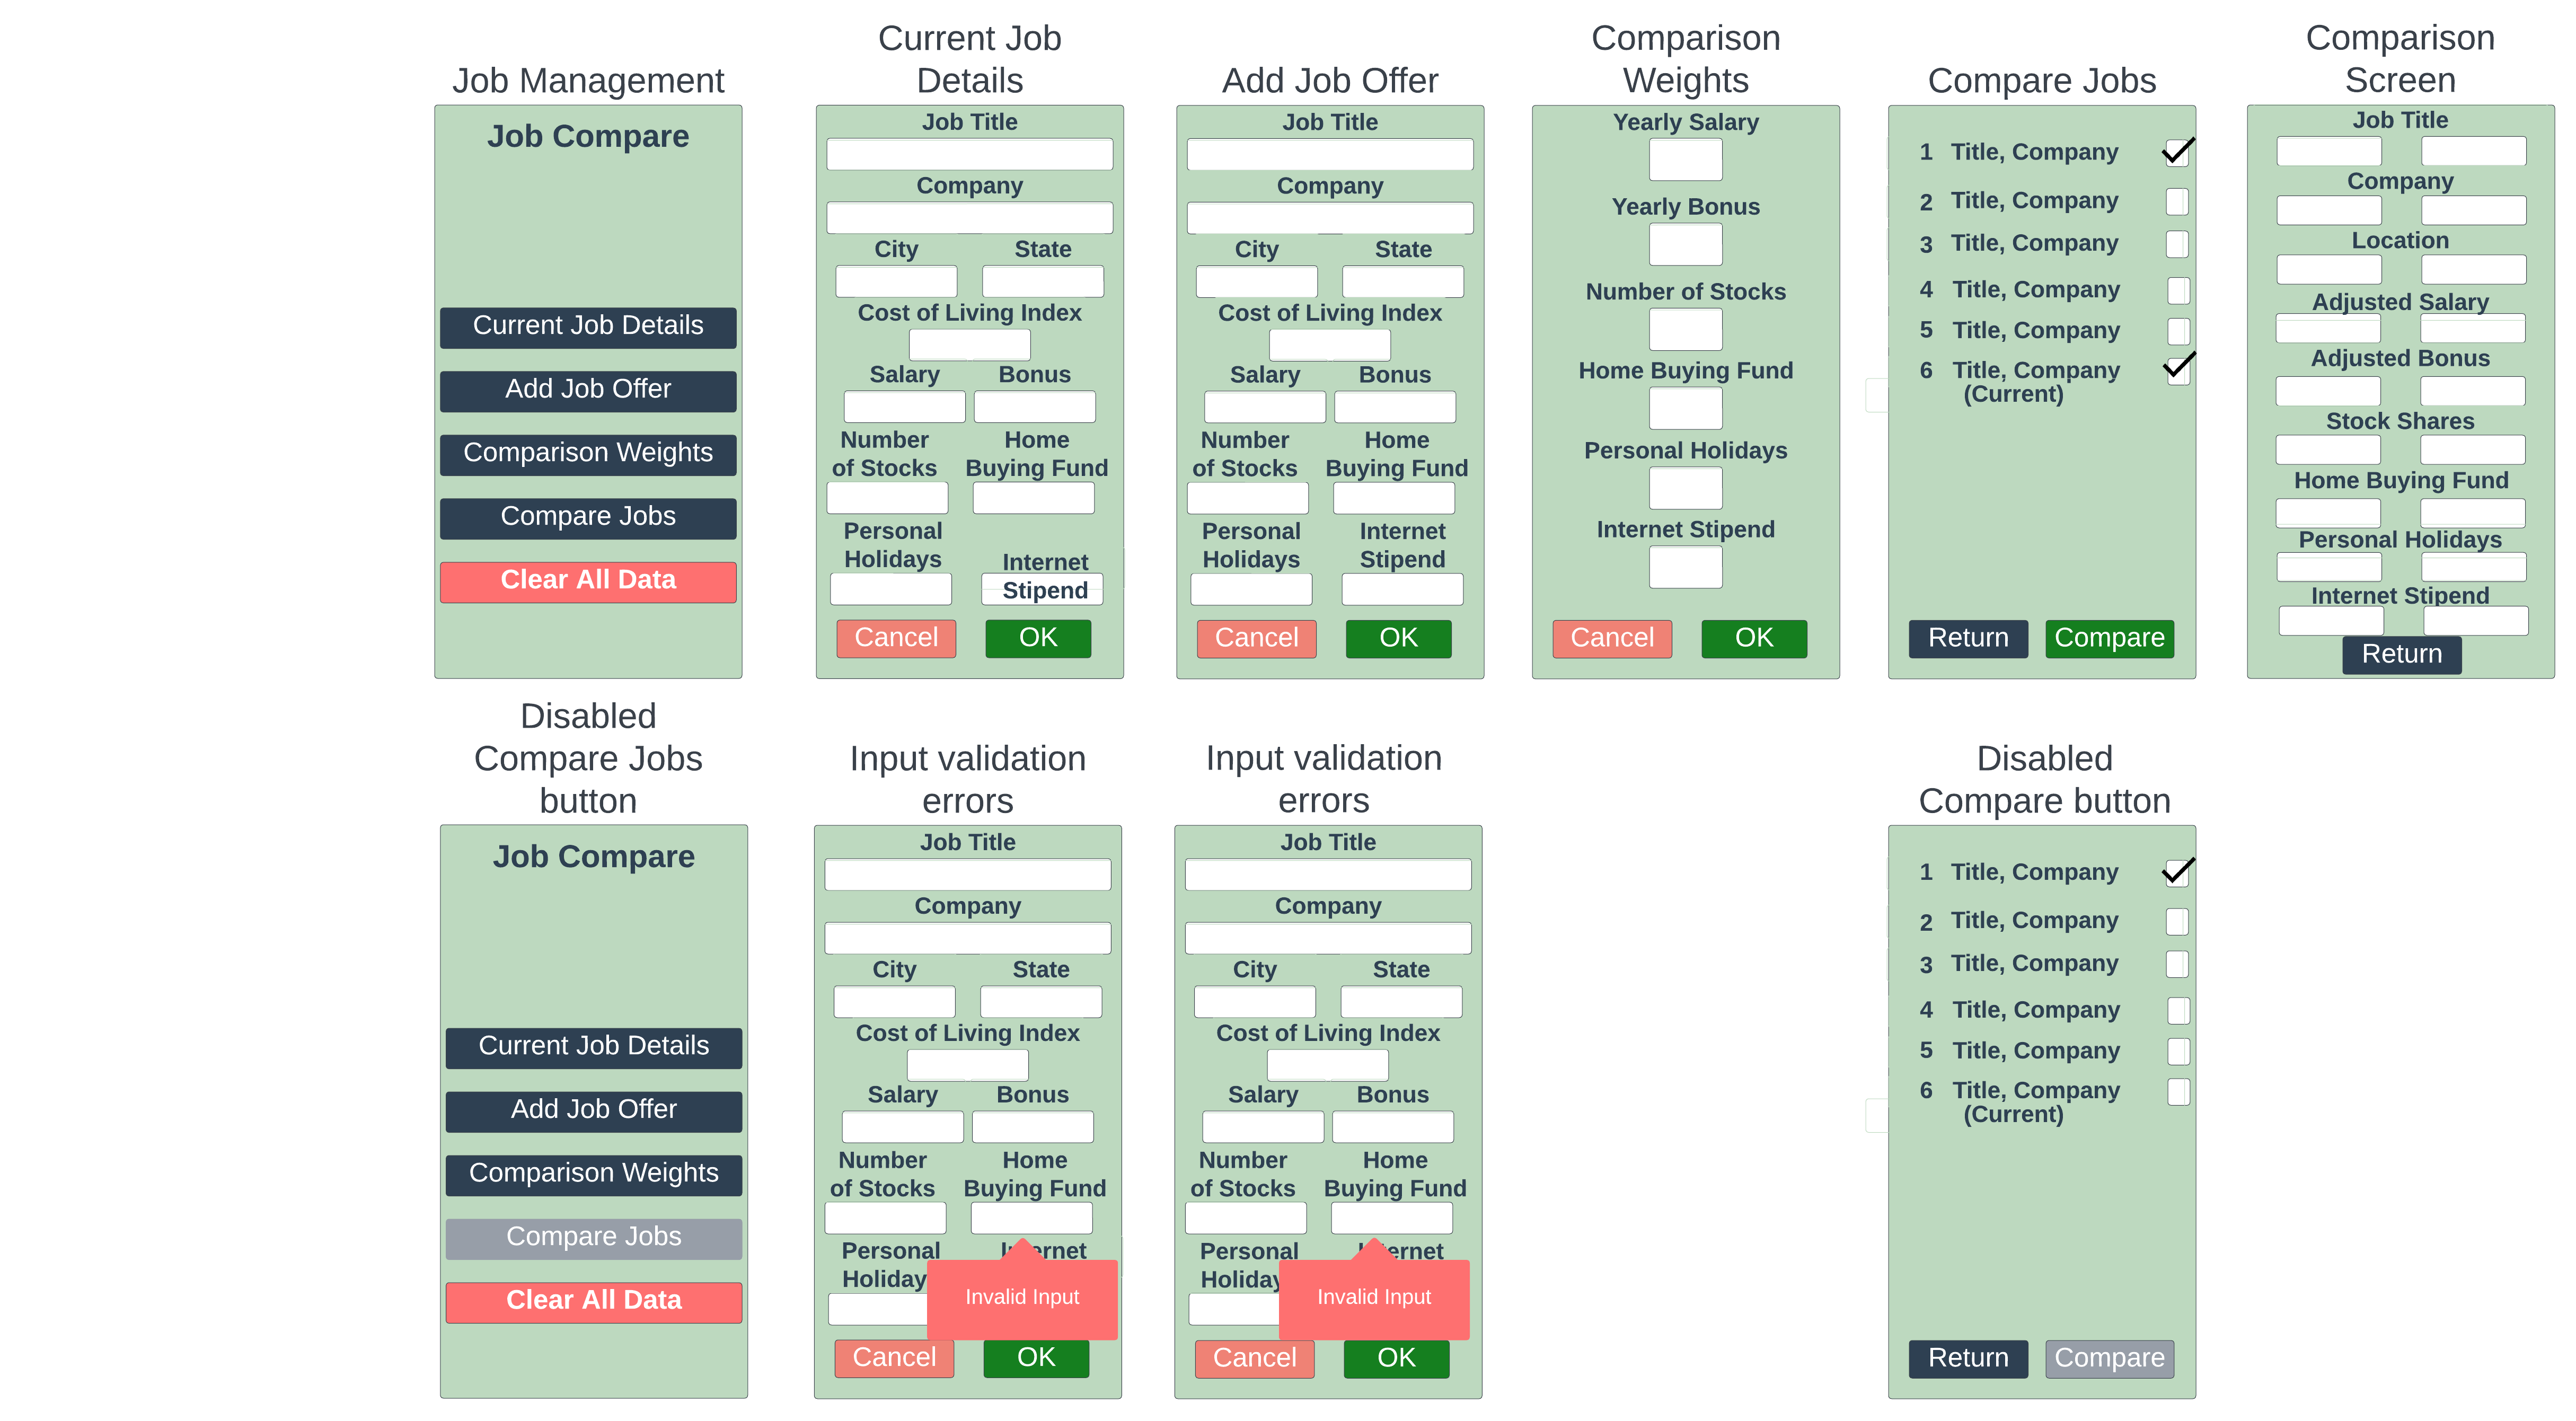 Job Management
Job Compare
Current Job Details
Add Job Offer
Comparison Weights
Compare Jobs
Clear All Data
Current Job
Details
Job Title
Company
City State
Cost of Living Index
Salary Bonus
Number Home
of Stocks Buying Fund
Personal
Holidays Internet
Stipend
Cancel OK
Add Job Offer
Job Title
Company
City State
Cost of Living Index
Salary Bonus
Number Home
of Stocks Buying Fund
Personal Internet
Holidays Stipend
Cancel OK
Comparison
Weights
Yearly Salary
Yearly Bonus
Number of Stocks
Home Buying Fund
Personal Holidays
Internet Stipend
Cancel OK
Compare Jobs
1 Title, Company
2 Title, Company
3 Title, Company
4 Title, Company
5 Title, Company
6 Title, Company
(Current)
Return Compare
Comparison
Screen
Job Title
Company
Location
Adjusted Salary
Adjusted Bonus
Stock Shares
Home Buying Fund
Personal Holidays
Internet Stipend
Return
Disabled
Compare Jobs
button
Job Compare
Current Job Details
Add Job Offer
Comparison Weights
Compare Jobs
Clear All Data
Input validation
errors
Job Title
Company
City State
Cost of Living Index
Salary Bonus
Number Home
of Stocks Buying Fund
Personal
Invalid Input
Cancel OK
Input validation
errors
Job Title
Company
City State
Cost of Living Index
Salary Bonus
Number Home
of Stocks Buying Fund
Personal
Invalid Input
Cancel OK
Disabled
Compare button
1 Title, Company
2 Title, Company
3 Title, Company
4 Title, Company
5 Title, Company
6 Title, Company
(Current)
Return Compare